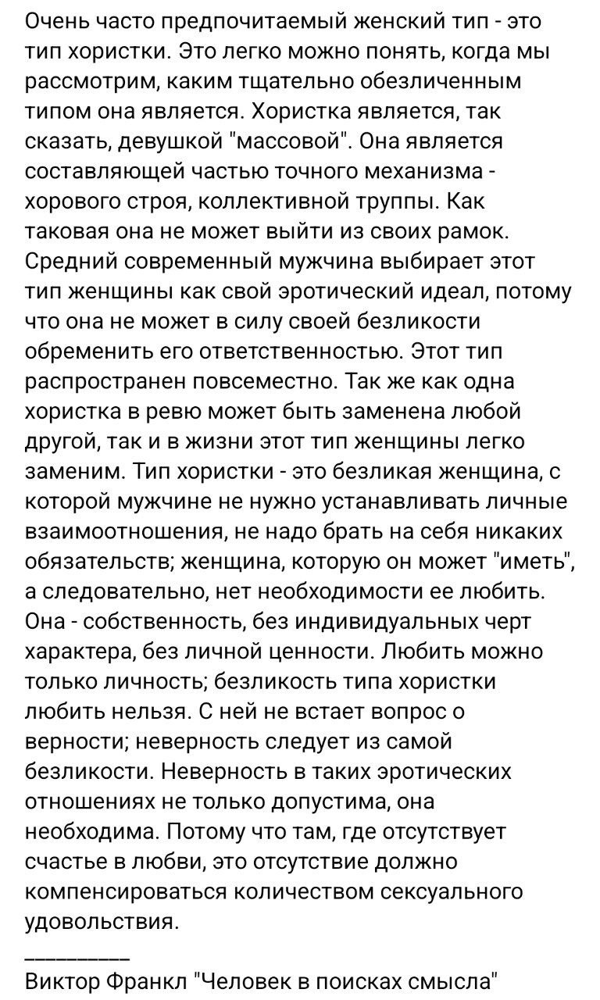 Очень часто предпочитаемый женский тип - это
тип хористки. Это легко можно понять, когда мы
рассмотрим, каким тщательно обезличенным
типом она является. Хористка является, так
сказать, девушкой "массовой". Она является
составляющей частью точного механизма -
хорового строя, коллективной труппы. Как
таковая она не может выйти из своих рамок.
Средний современный мужчина выбирает этот
тип женщины как свой эротический идеал, потому
что она не может в силу своей безликости
обременить его ответственностью. Этот тип
распространен повсеместно. Так же как одна
хористка в ревю может быть заменена любой
другой, так и в жизни этот тип женщины легко
заменим. Тип хористки - это безликая женщина, с
которой мужчине не нужно устанавливать личные
взаимоотношения, не надо брать на себя никаких
обязательств; женщина, которую он может "иметь",
а следовательно, нет необходимости ее любить.
Она - собственность, без индивидуальных черт
характера, без личной ценности. Любить можно
только личность; безликость типа хористки
любить нельзя. С ней не встает вопрос о
верности; неверность следует из самой
безликости. Неверность в таких эротических
отношениях не только допустима, она
необходима. Потому что там, где отсутствует
счастье в любви, это отсутствие должно
компенсироваться количеством сексуального
удовольствия.
__________
Виктор Франкл "Человек в поисках смысла"